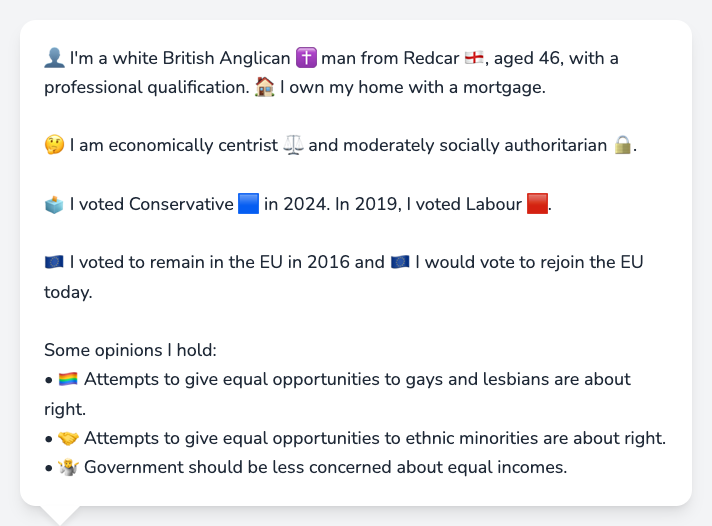 👤 I'm a white British Anglican ✝️ man from Redcar 🏴󠁧󠁢󠁥󠁮󠁧󠁿, aged 46, with a
professional qualification. 🏠 I own my home with a mortgage.
🤔 I am economically centrist ⚖️ and moderately socially authoritarian 🔒.
🗳️ I voted Conservative 🟦 in 2024. In 2019, I voted Labour 🟥.
🇪🇺 I voted to remain in the EU in 2016 and 🇪🇺 I would vote to rejoin the EU
today.
Some opinions I hold:
• 🏳️‍🌈 Attempts to give equal opportunities to gays and lesbians are about
right.
• 🤝 Attempts to give equal opportunities to ethnic minorities are about right.
• 🤷 Government should be less concerned about equal incomes.